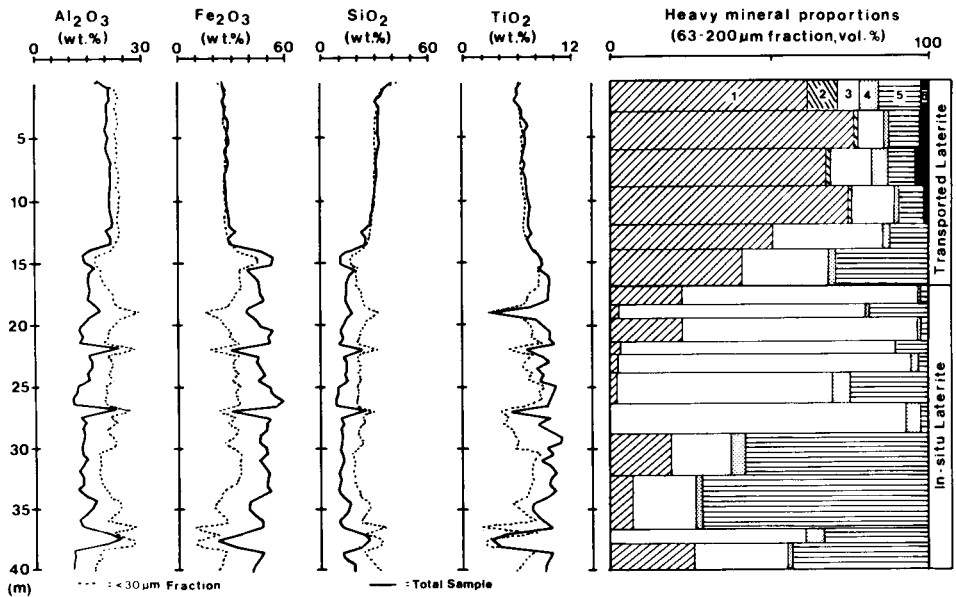 Al2O3 Fe2O3 SiO2 TiO2 Heavy mineral proportions
(wt.%) (wt.%) (wt.%) (wt.%) (63-200µm fraction,vol.%)
0 30 0 60 0 60 0 12 0 100
1 2 3 4 5
5
10
15
20
25
30
35
40
(m)
Transported Laterite
In-situ Laterite
---- : <30µm Fraction — : Total Sample